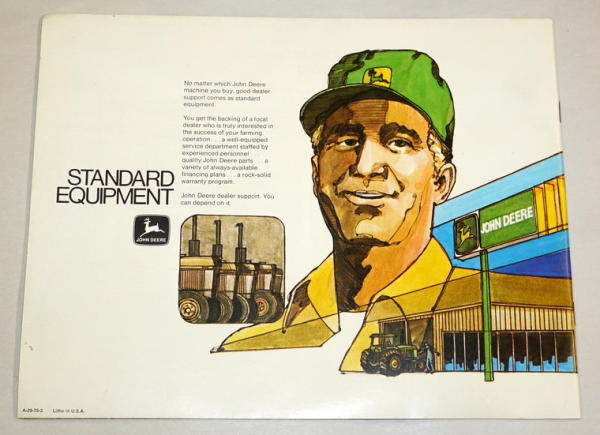 No matter which John Deere
machine you buy, good dealer
support comes as standard
equipment.
You get the backing of a local
dealer who is truly interested in
the success of your farming
operation . . . a well-equipped
service department staffed by
experienced personnel . . .
quality John Deere parts . . . a
variety of always-available
financing plans . . . a rock-solid
warranty program.
John Deere dealer support. You
can depend on it.
STANDARD
EQUIPMENT
JOHN DEERE
JOHN DEERE
A-29-75-2 Litho in U.S.A.